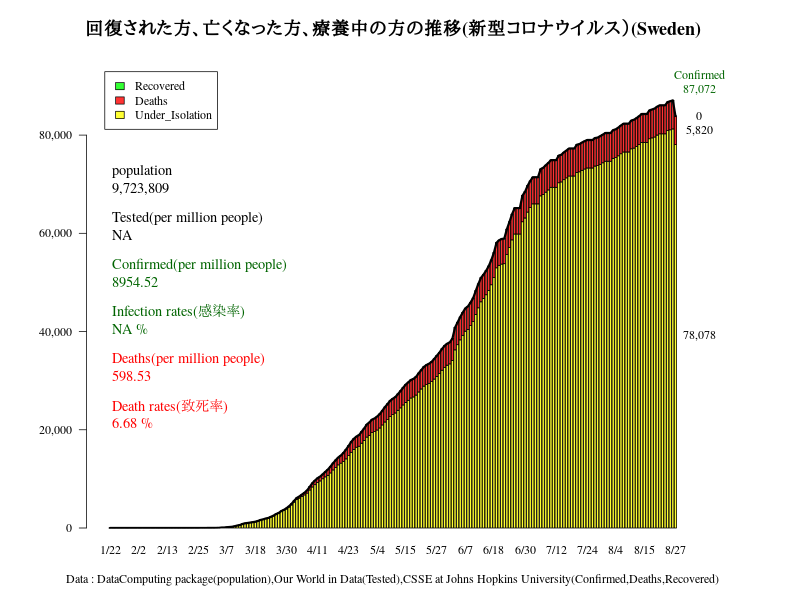 回復された方、亡くなった方、療養中の方の推移(新型コロナウイルス)(Sweden)
Confirmed
87,072
Recovered
Deaths
Under_Isolation
0
5,820
80,000
population
9,723,809
Tested(per million people)
NA
60,000
Confirmed(per million people)
8954.52
Infection rates(感染率)
NA %
40,000
78,078
Deaths(per million people)
598.53
Death rates(致死率)
6.68 %
20,000
0
1/22 2/2 2/13 2/25 3/7 3/18 3/30 4/11 4/23 5/4 5/15 5/27 6/7 6/18 6/30 7/12 7/24 8/4 8/15 8/27
Data : DataComputing package(population),Our World in Data(Tested),CSSE at Johns Hopkins University(Confirmed,Deaths,Recovered)